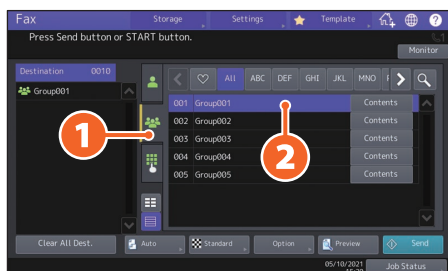 Fax
Storage
Settings
Template
Press Send button or START button.
Monitor
Destination 0010
Group001
All ABC DEF GHI JKL MNO
001 Group001 Contents
002 Group002 Contents
003 Group003 Contents
004 Group004 Contents
005 Group005 Contents
1
2
Clear All Dest.
Auto
Standard
Option
Preview
Send
05/10/2021
Job Status